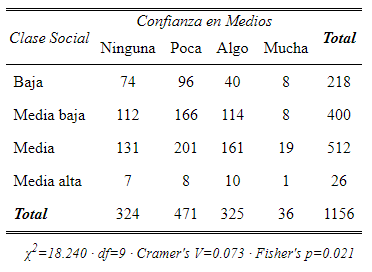 Confianza en Medios
Clase Social Total
Ninguna Poca Algo Mucha
Baja 74 96 40 8 218
Media baja 112 166 114 8 400
Media 131 201 161 19 512
Media alta 7 8 10 1 26
Total 324 471 325 36 1156
χ²=18.240 · df=9 · Cramer's V=0.073 · Fisher's p=0.021